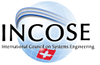 INCOSE
International Council on Systems Engineering